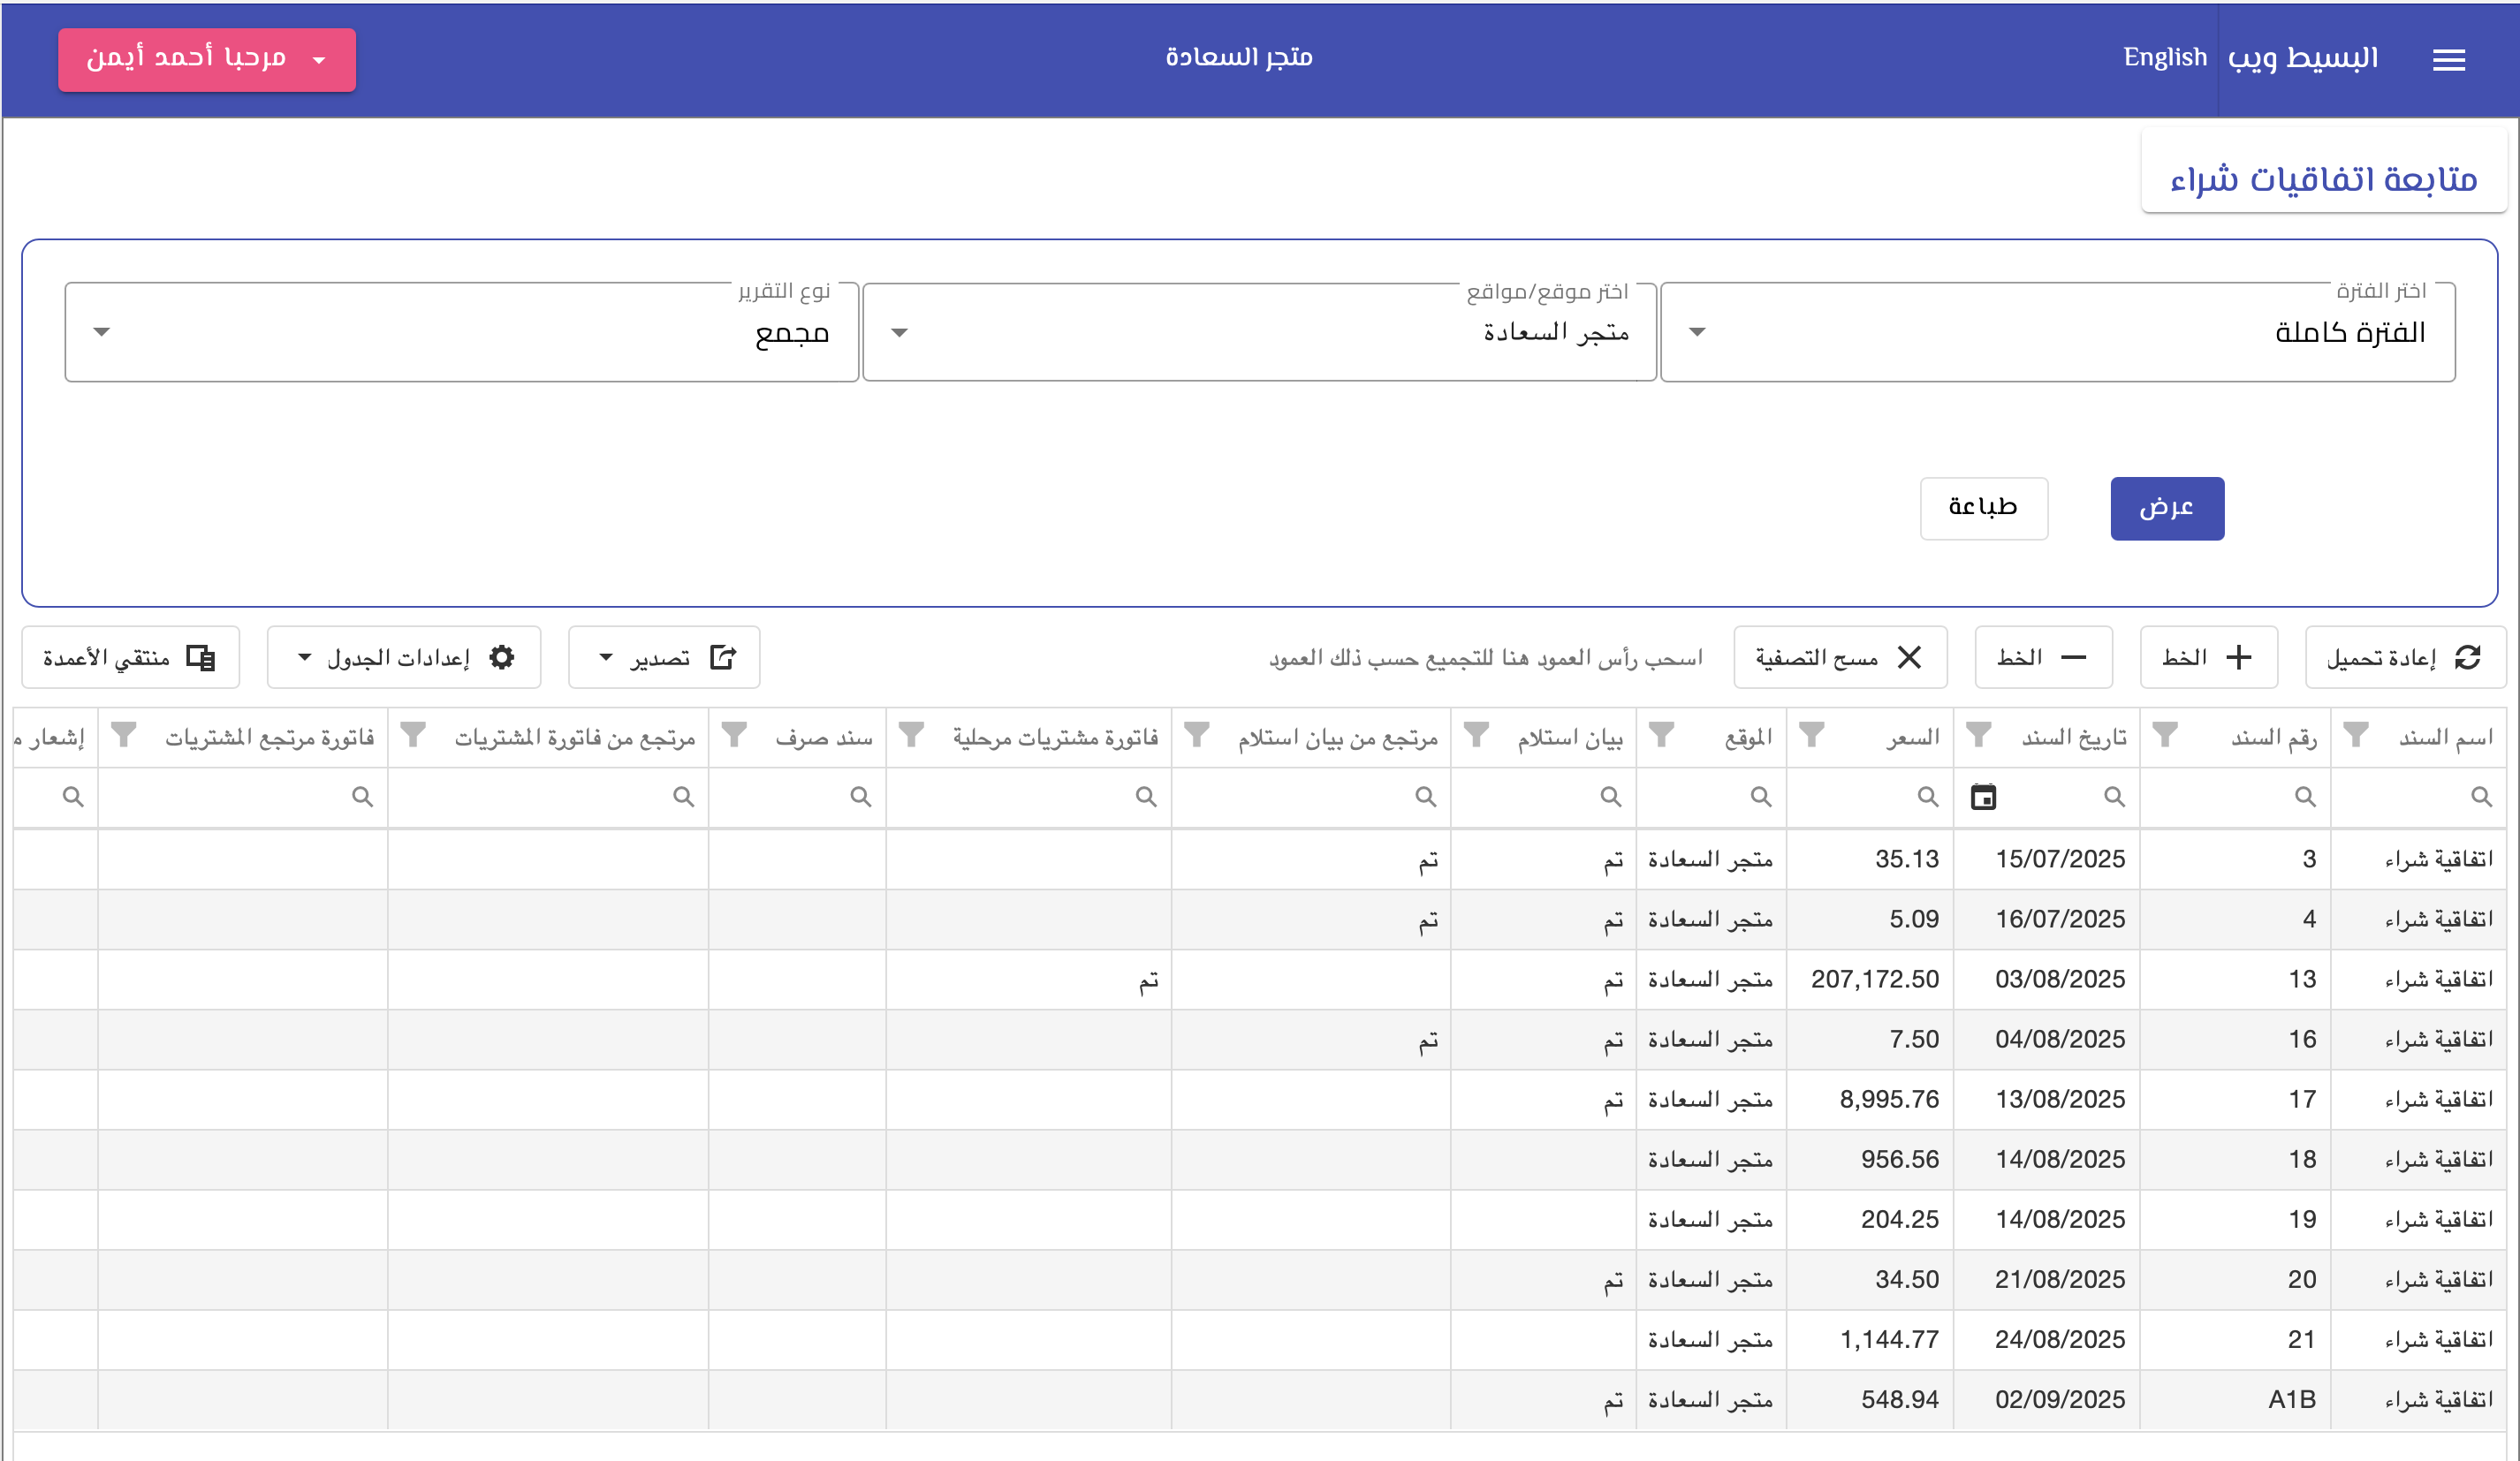 البسيط ويب English متجر السعادة مرحبا أحمد أيمن
متابعة اتفاقيات شراء
اختر الفترة اختر موقع/مواقع نوع التقرير
الفترة كاملة متجر السعادة مجمع
عرض طباعة
إعادة تحميل الخط الخط مسح التصفية اسحب رأس العمود هنا للتجميع حسب ذلك العمود تصدير إعدادات الجدول منتقي الأعمدة
اسم السند رقم السند تاريخ السند السعر الموقع بيان استلام مرتجع من بيان استلام فاتورة مشتريات مرحلية سند صرف مرتجع من فاتورة المشتريات فاتورة مرتجع المشتريات إشعار
اتفاقية شراء 3 15/07/2025 35.13 متجر السعادة تم تم
اتفاقية شراء 4 16/07/2025 5.09 متجر السعادة تم تم
اتفاقية شراء 13 03/08/2025 207,172.50 متجر السعادة تم تم
اتفاقية شراء 16 04/08/2025 7.50 متجر السعادة تم تم
اتفاقية شراء 17 13/08/2025 8,995.76 متجر السعادة تم
اتفاقية شراء 18 14/08/2025 956.56 متجر السعادة
اتفاقية شراء 19 14/08/2025 204.25 متجر السعادة
اتفاقية شراء 20 21/08/2025 34.50 متجر السعادة تم
اتفاقية شراء 21 24/08/2025 1,144.77 متجر السعادة
اتفاقية شراء A1B 02/09/2025 548.94 متجر السعادة تم